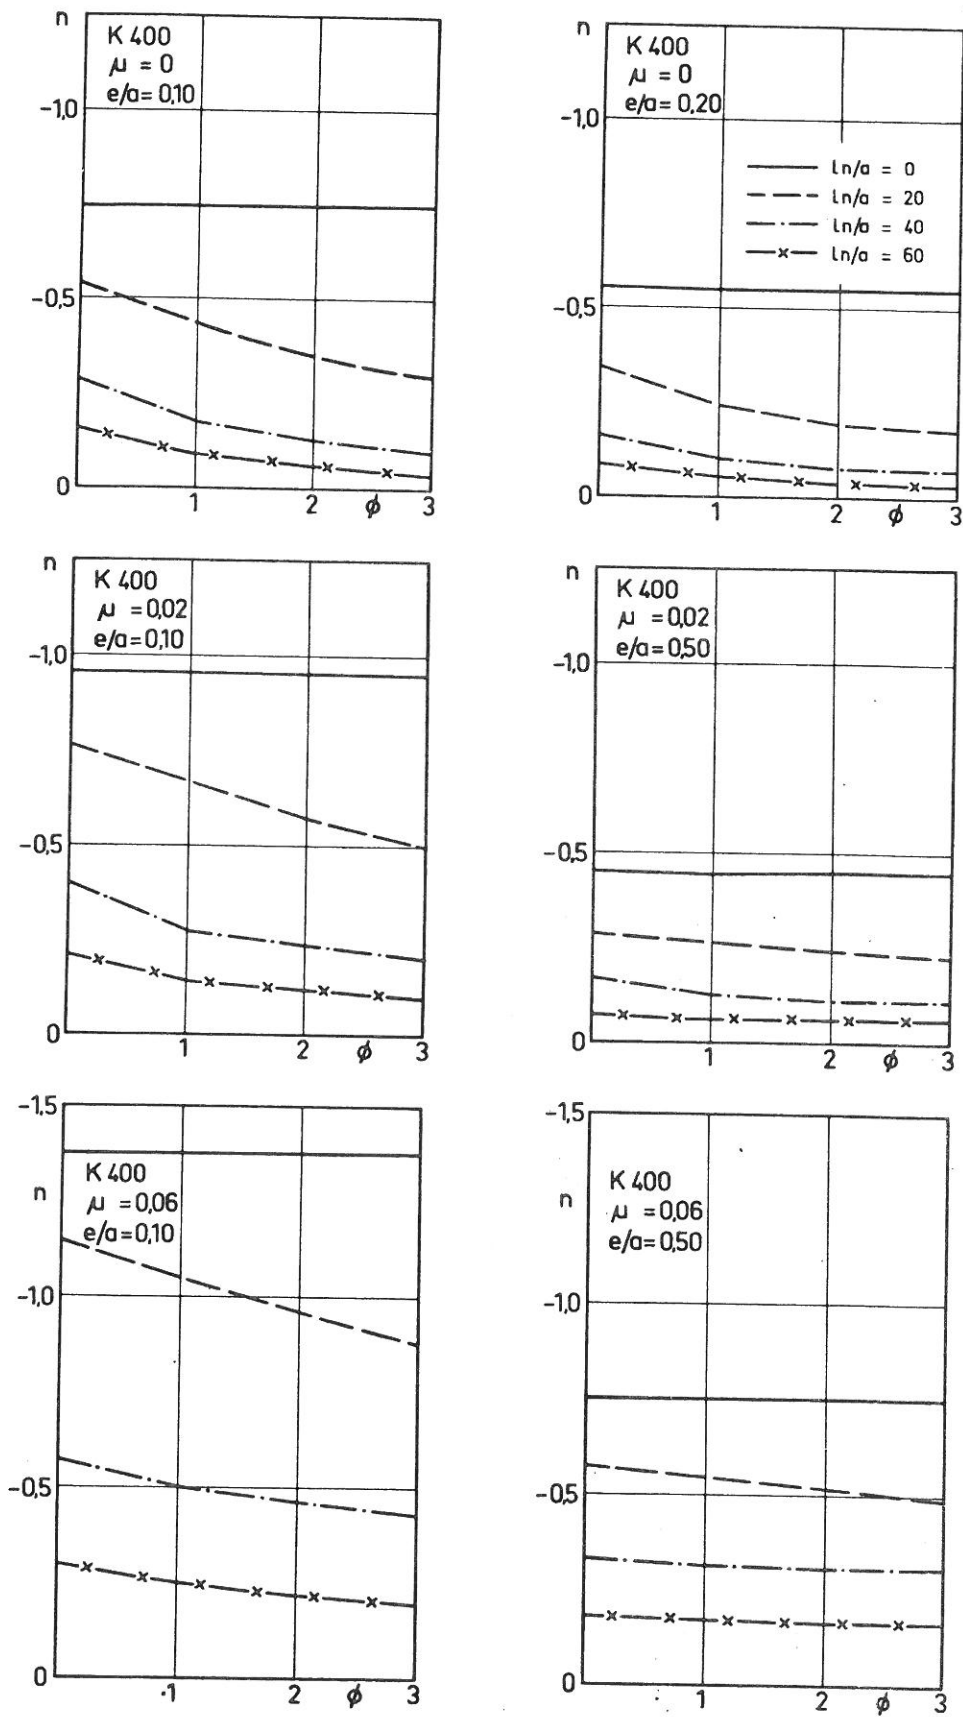 n
K 400
μ = 0
e/a = 0,10
-1,0
-0,5
0
1 2 ϕ 3
n
K 400
μ = 0
e/a = 0,20
-1,0
ln/a = 0
ln/a = 20
ln/a = 40
ln/a = 60
-0,5
0
1 2 ϕ 3
n
K 400
μ = 0,02
e/a = 0,10
-1,0
-0,5
0
1 2 ϕ 3
n
K 400
μ = 0,02
e/a = 0,50
-1,0
-0,5
0
1 2 ϕ 3
-1,5
K 400
n
μ = 0,06
e/a = 0,10
-1,0
-0,5
0
1 2 ϕ 3
-1,5
K 400
n
μ = 0,06
e/a = 0,50
-1,0
-0,5
0
1 2 ϕ 3